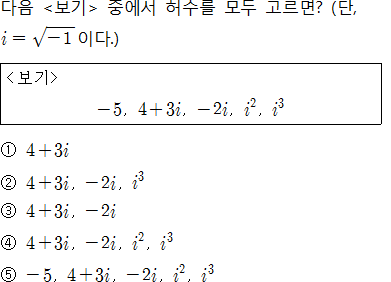 다음 <보기> 중에서 허수를 모두 고르면? (단,
i=√-1 이다.)
<보기>
-5, 4+3i, -2i, i², i³
① 4+3i
② 4+3i, -2i, i³
③ 4+3i, -2i
④ 4+3i, -2i, i², i³
⑤ -5, 4+3i, -2i, i², i³